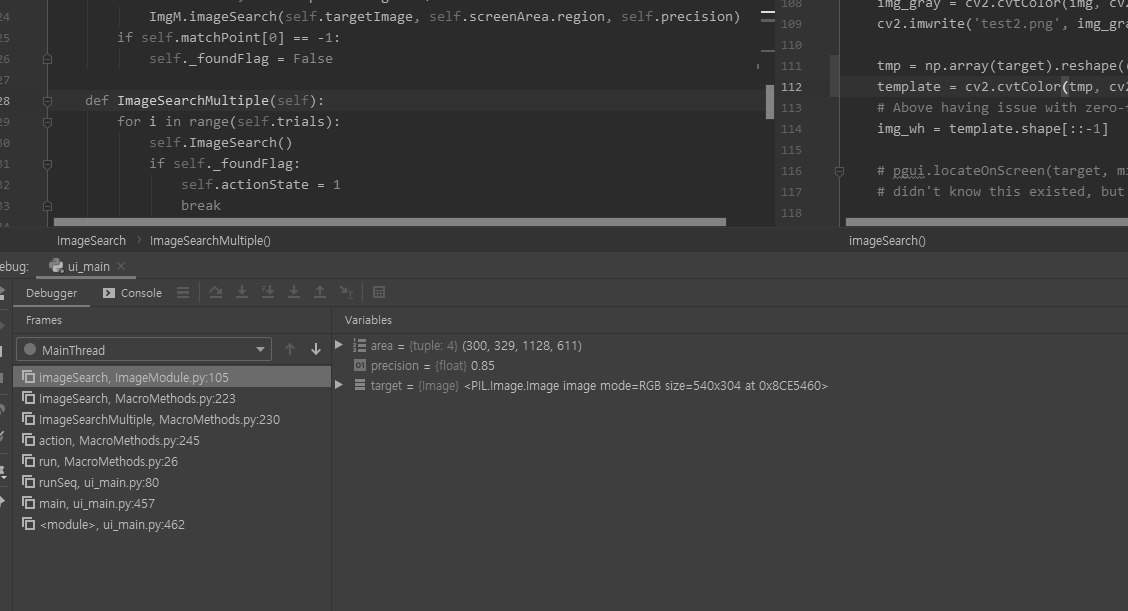 24 ImgM.imageSearch(self.targetImage, self.screenArea.region, self.precision)
25 if self.matchPoint[0] == -1:
26 self._foundFlag = False
27
28 def ImageSearchMultiple(self):
29 for i in range(self.trials):
30 self.ImageSearch()
31 if self._foundFlag:
32 self.actionState = 1
33 break
108 img_gray = cv2.cvtColor(img, cv
109 cv2.imwrite('test2.png', img_gra
110
111 tmp = np.array(target).reshape(
112 template = cv2.cvtColor(tmp, cv2
113 # Above having issue with zero-
114 img_wh = template.shape[::-1]
115
116 # pgui.locateOnScreen(target, mi
117 # didn't know this existed, but
118
ImageSearch › ImageSearchMultiple()
imageSearch()
ebug: ui_main ×
Debugger Console
Frames
Variables
MainThread
imageSearch, ImageModule.py:105
ImageSearch, MacroMethods.py:223
ImageSearchMultiple, MacroMethods.py:230
action, MacroMethods.py:245
run, MacroMethods.py:26
runSeq, ui_main.py:80
main, ui_main.py:457
<module>, ui_main.py:462
area = {tuple: 4} (300, 329, 1128, 611)
01 precision = {float} 0.85
target = {Image} <PIL.Image.Image image mode=RGB size=540x304 at 0x8CE5460>